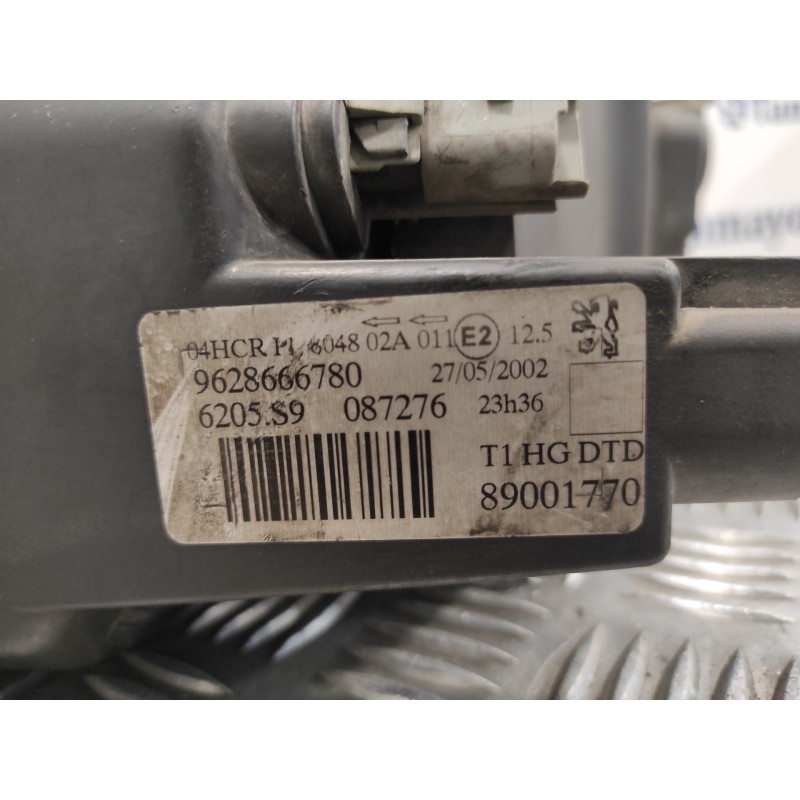 04HCR 02A 011 E2 12.5
9628666780 27/05/2002
6205.S9 087276 23h36
T1 HG DTD
89001770